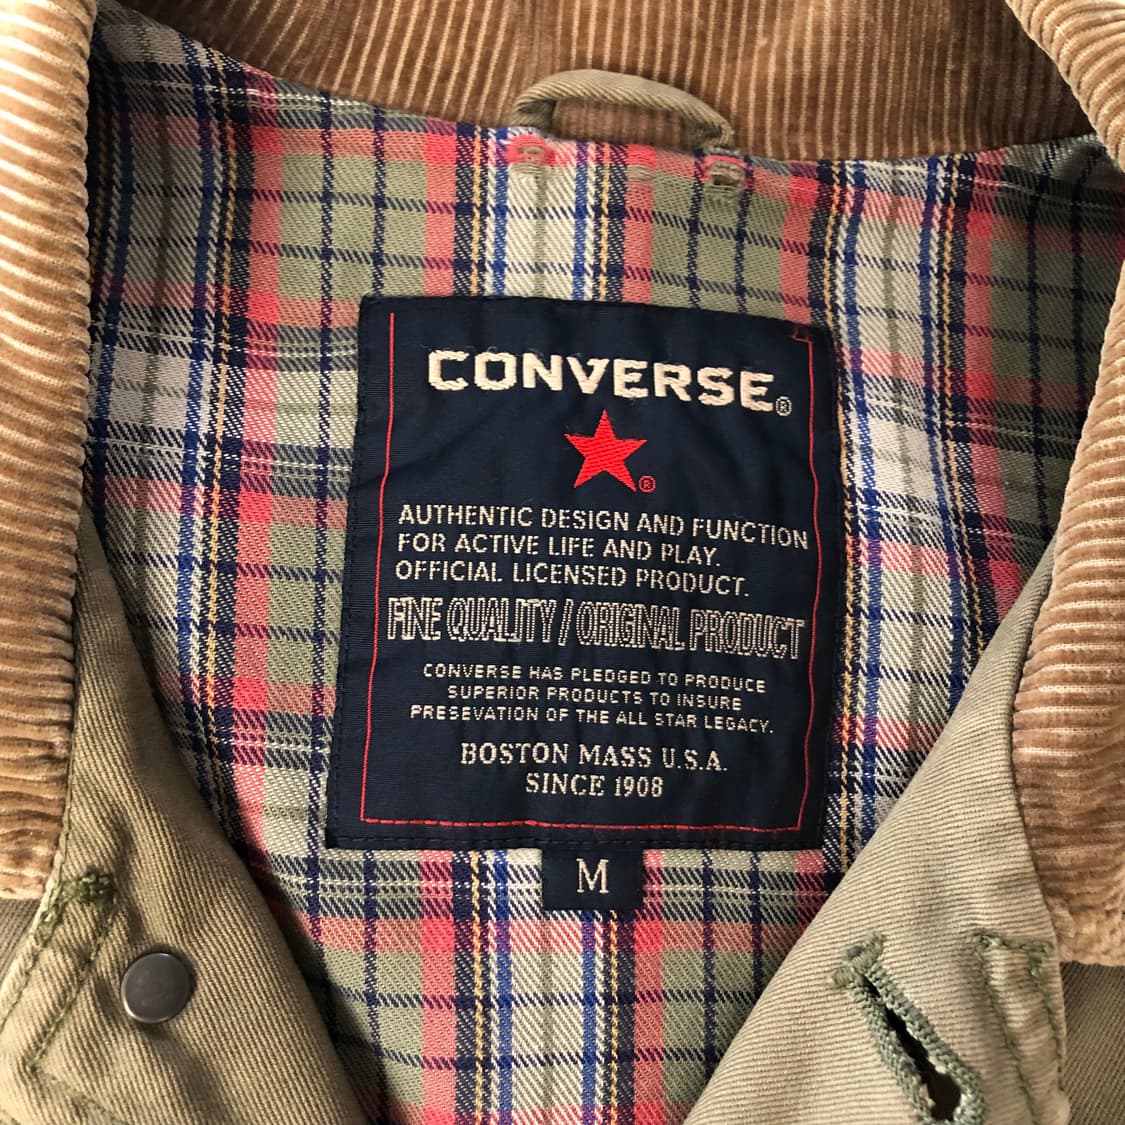 CONVERSE®
®
AUTHENTIC DESIGN AND FUNCTION
FOR ACTIVE LIFE AND PLAY.
OFFICIAL LICENSED PRODUCT.
FINE QUALITY / ORIGINAL PRODUCT
CONVERSE HAS PLEDGED TO PRODUCE
SUPERIOR PRODUCTS TO INSURE
PRESEVATION OF THE ALL STAR LEGACY.
BOSTON MASS U.S.A.
SINCE 1908
M